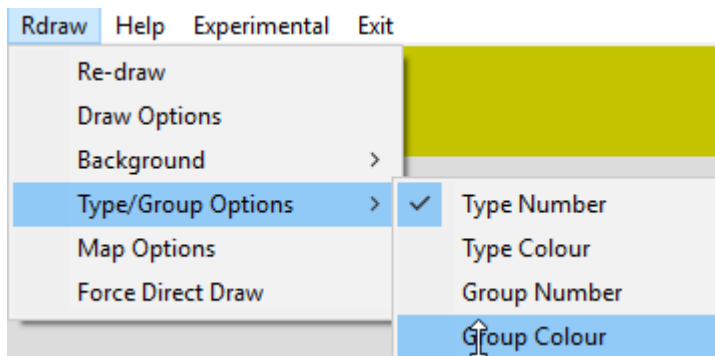 Rdraw Help Experimental Exit
Re-draw
Draw Options
Background
Type/Group Options
Type Number
Map Options
Type Colour
Force Direct Draw
Group Number
Group Colour